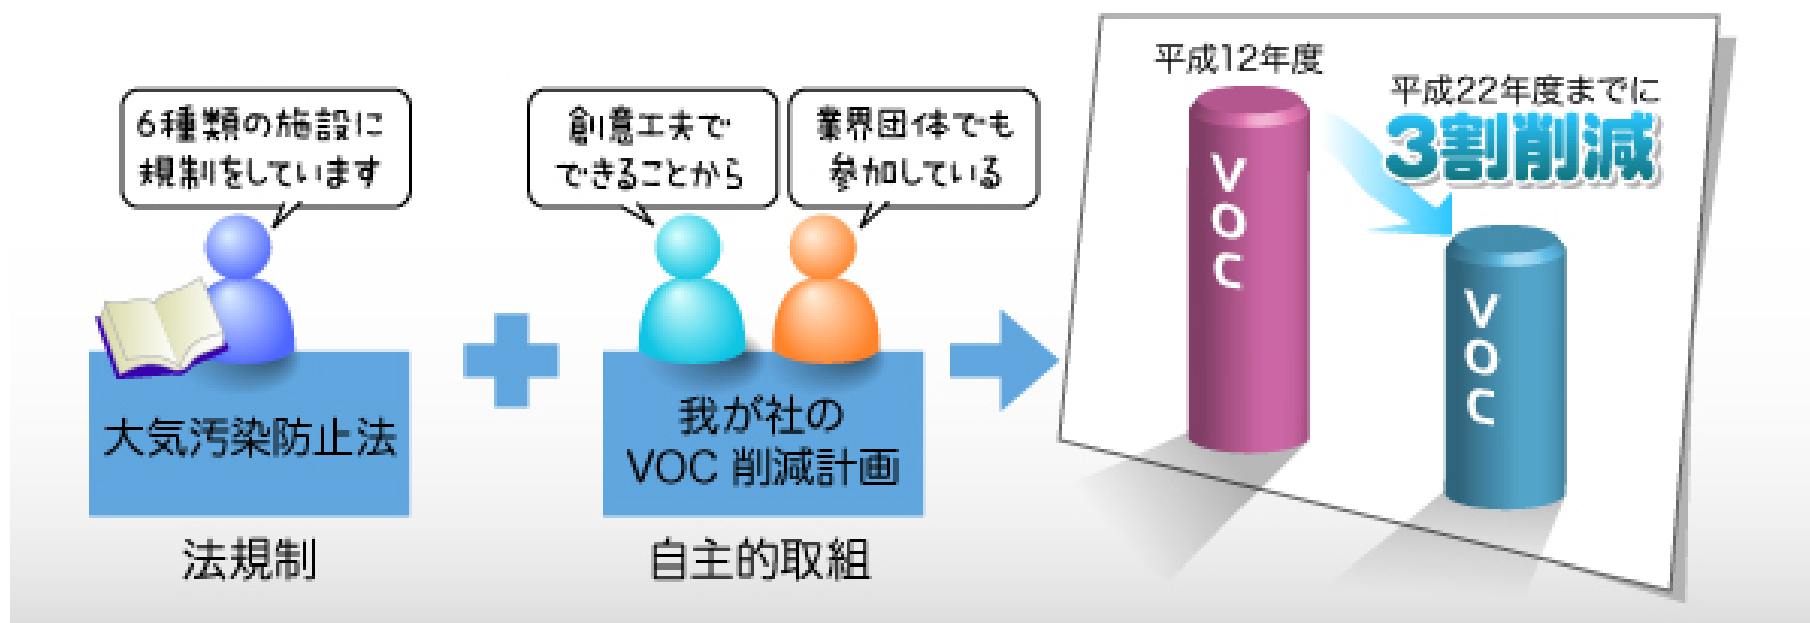 6種類の施設に
規制をしています
大気汚染防止法
法規制
創意工夫で
できることから
業界団体でも
参加している
我が社の
VOC 削減計画
自主的取組
平成12年度
VOC
平成22年度までに
3割削減
VOC